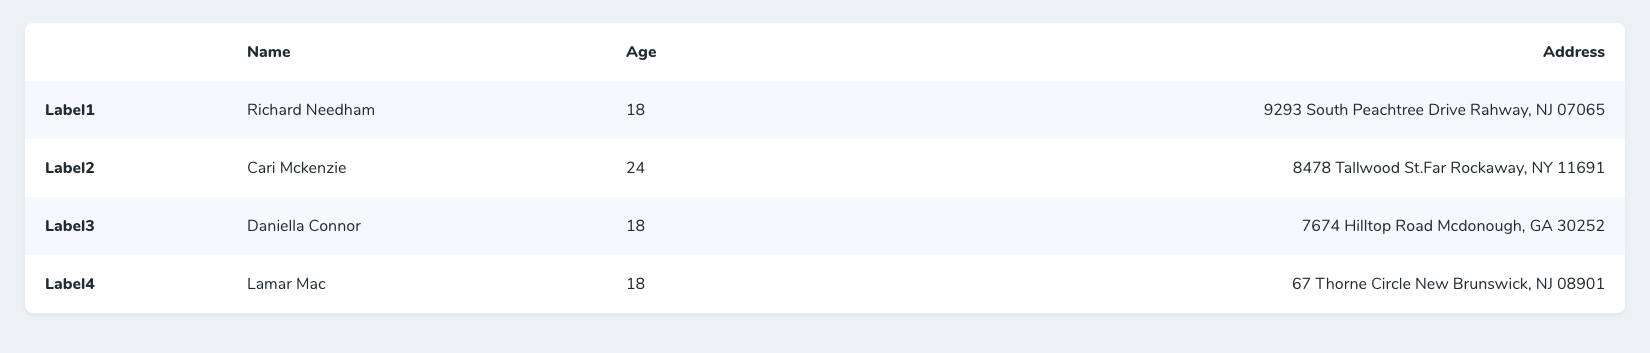 Name Age Address
Label1 Richard Needham 18 9293 South Peachtree Drive Rahway, NJ 07065
Label2 Cari Mckenzie 24 8478 Tallwood St.Far Rockaway, NY 11691
Label3 Daniella Connor 18 7674 Hilltop Road Mcdonough, GA 30252
Label4 Lamar Mac 18 67 Thorne Circle New Brunswick, NJ 08901